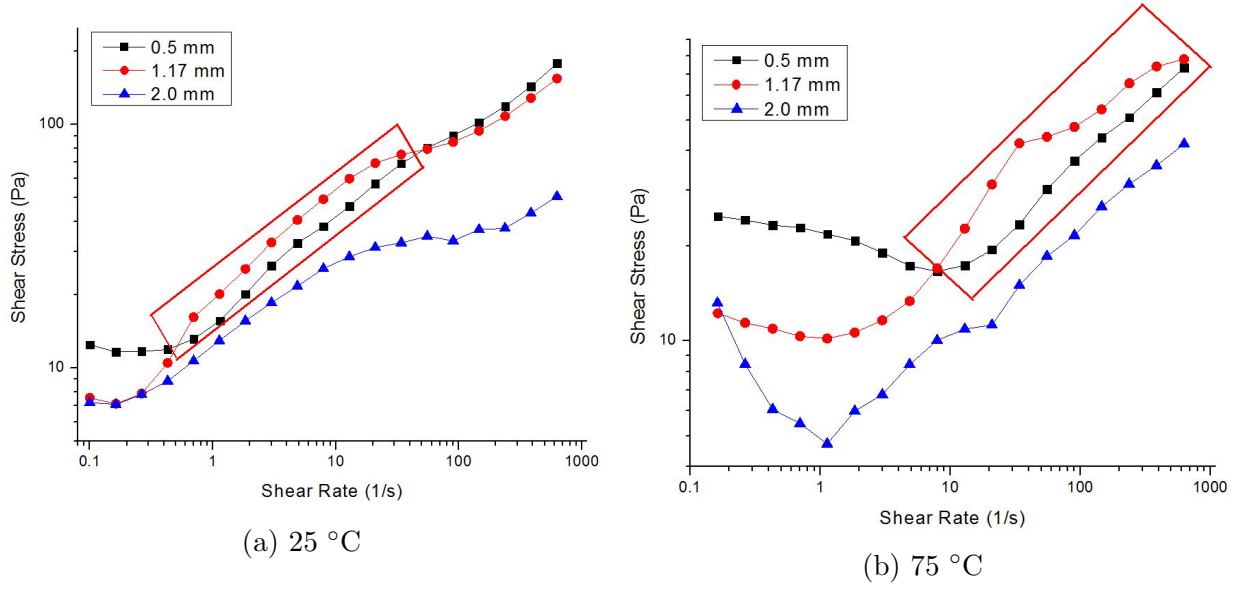 0.5 mm
1.17 mm
2.0 mm
100
10
Shear Stress (Pa)
0.1 1 10 100 1000
Shear Rate (1/s)
(a) 25 °C
0.5 mm
1.17 mm
2.0 mm
10
Shear Stress (Pa)
0.1 1 10 100 1000
Shear Rate (1/s)
(b) 75 °C